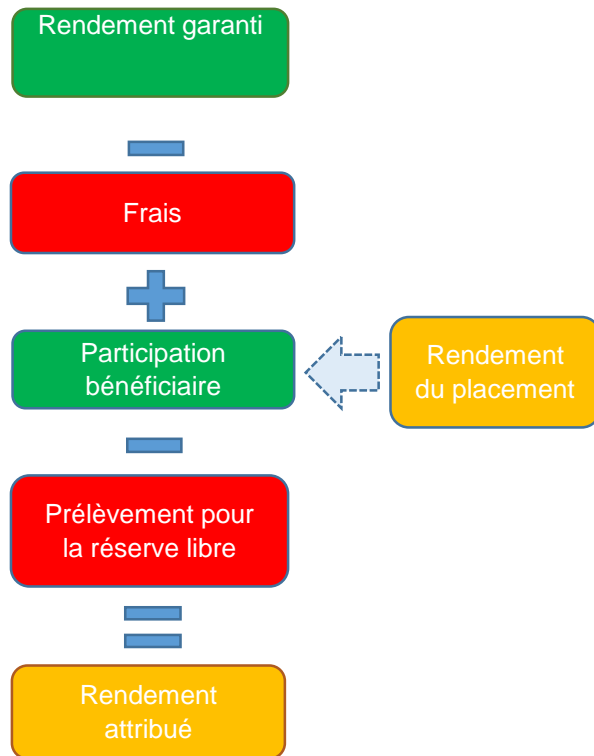 Rendement garanti
Frais
Participation
bénéficiaire
Rendement
du placement
Prélèvement pour
la réserve libre
Rendement
attribué